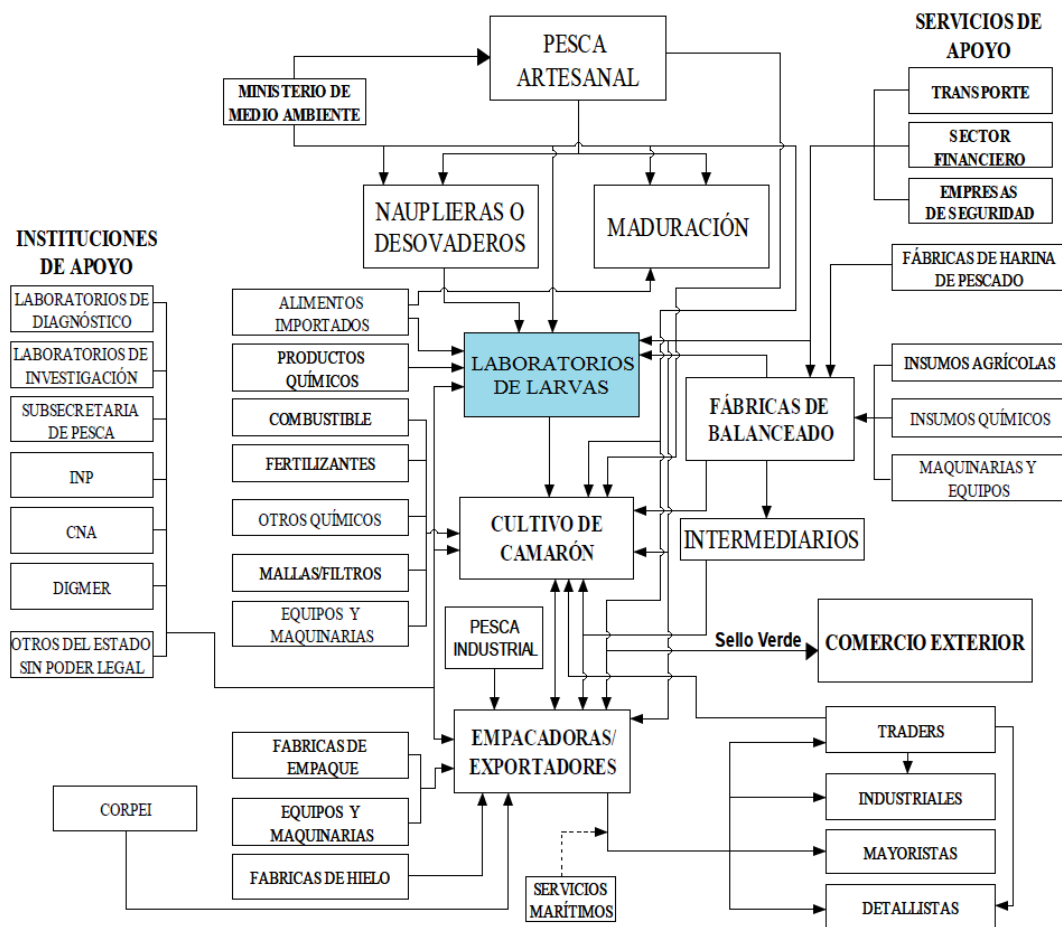 PESCA
ARTESANAL
SERVICIOS DE
APOYO
MINISTERIO DE
MEDIO AMBIENTE
TRANSPORTE
SECTOR
FINANCIERO
EMPRESAS
DE SEGURIDAD
NAUPLIERAS O
DESOVADEROS
MADURACIÓN
INSTITUCIONES
DE APOYO
FÁBRICAS DE HARINA
DE PESCADO
LABORATORIOS DE
DIAGNÓSTICO
LABORATORIOS DE
INVESTIGACIÓN
SUBSECRETARIA
DE PESCA
INP
CNA
DIGMER
OTROS DEL ESTADO
SIN PODER LEGAL
ALIMENTOS
IMPORTADOS
PRODUCTOS
QUÍMICOS
COMBUSTIBLE
FERTILIZANTES
OTROS QUÍMICOS
MALLAS/FILTROS
EQUIPOS Y
MAQUINARIAS
LABORATORIOS
DE LARVAS
FÁBRICAS DE
BALANCEADO
INSUMOS AGRÍCOLAS
INSUMOS QUÍMICOS
MAQUINARIAS Y
EQUIPOS
CULTIVO DE
CAMARÓN
INTERMEDIARIOS
PESCA
INDUSTRIAL
Sello Verde
COMERCIO EXTERIOR
EMPACADORAS/
EXPORTADORES
FABRICAS DE
EMPAQUE
EQUIPOS Y
MAQUINARIAS
FABRICAS DE HIELO
CORPEI
SERVICIOS
MARÍTIMOS
TRADERS
INDUSTRIALES
MAYORISTAS
DETALLISTAS